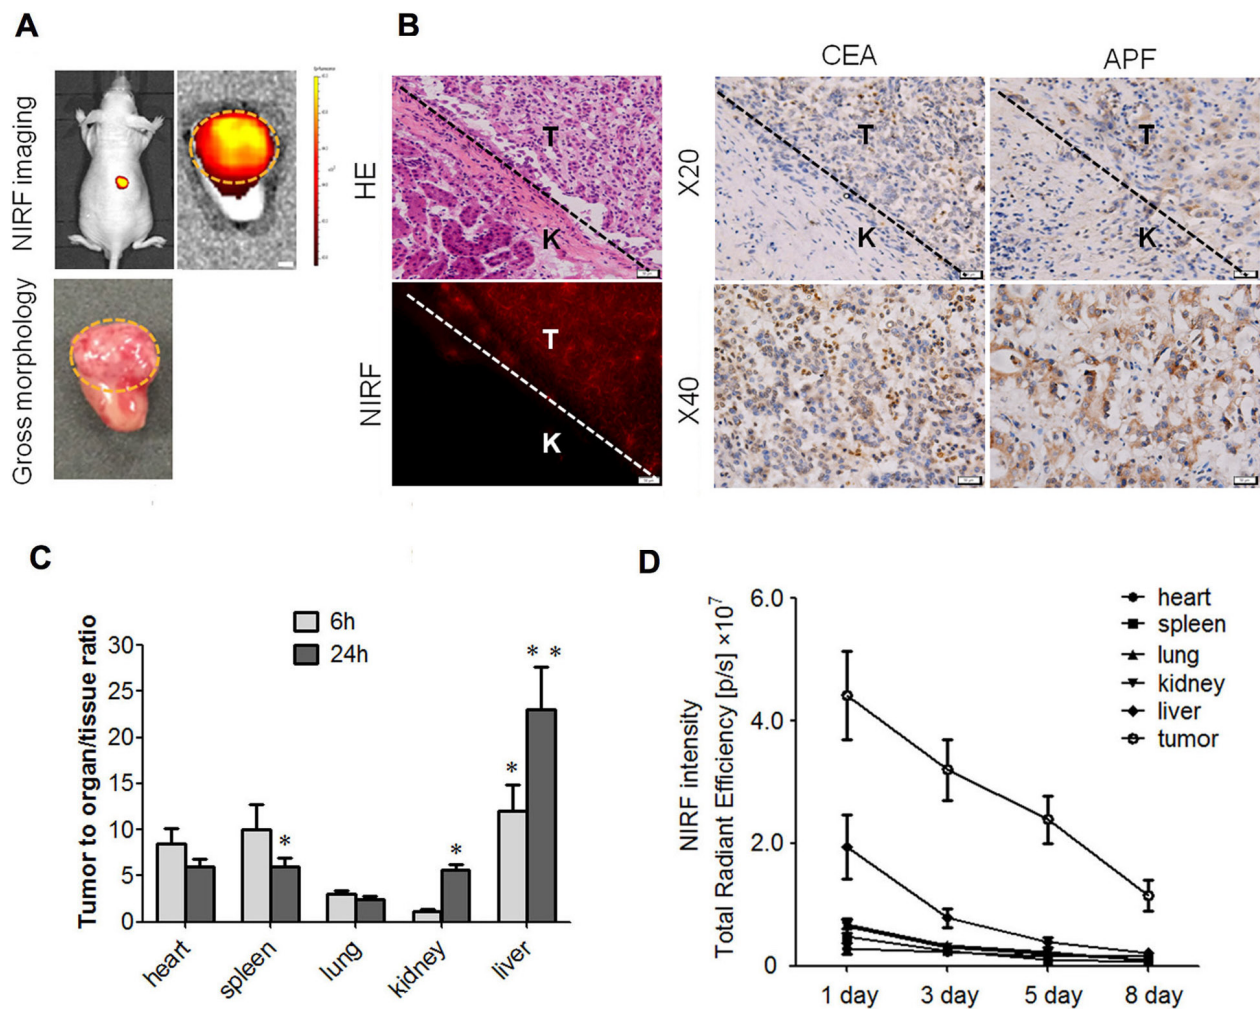 A
B
NIRF imaging
Gross morphology
HE
NIRF
T
K
T
K
CEA
APF
X20
X40
T
K
T
K
C
Tumor to organ/tissue ratio
6h
24h
30
25
20
15
10
5
0
*
*
*
* *
heart
spleen
lung
kidney
liver
D
NIRF intensity
Total Radiant Efficiency [p/s] ×10⁷
6.0
4.0
2.0
0
heart
spleen
lung
kidney
liver
tumor
1 day
3 day
5 day
8 day